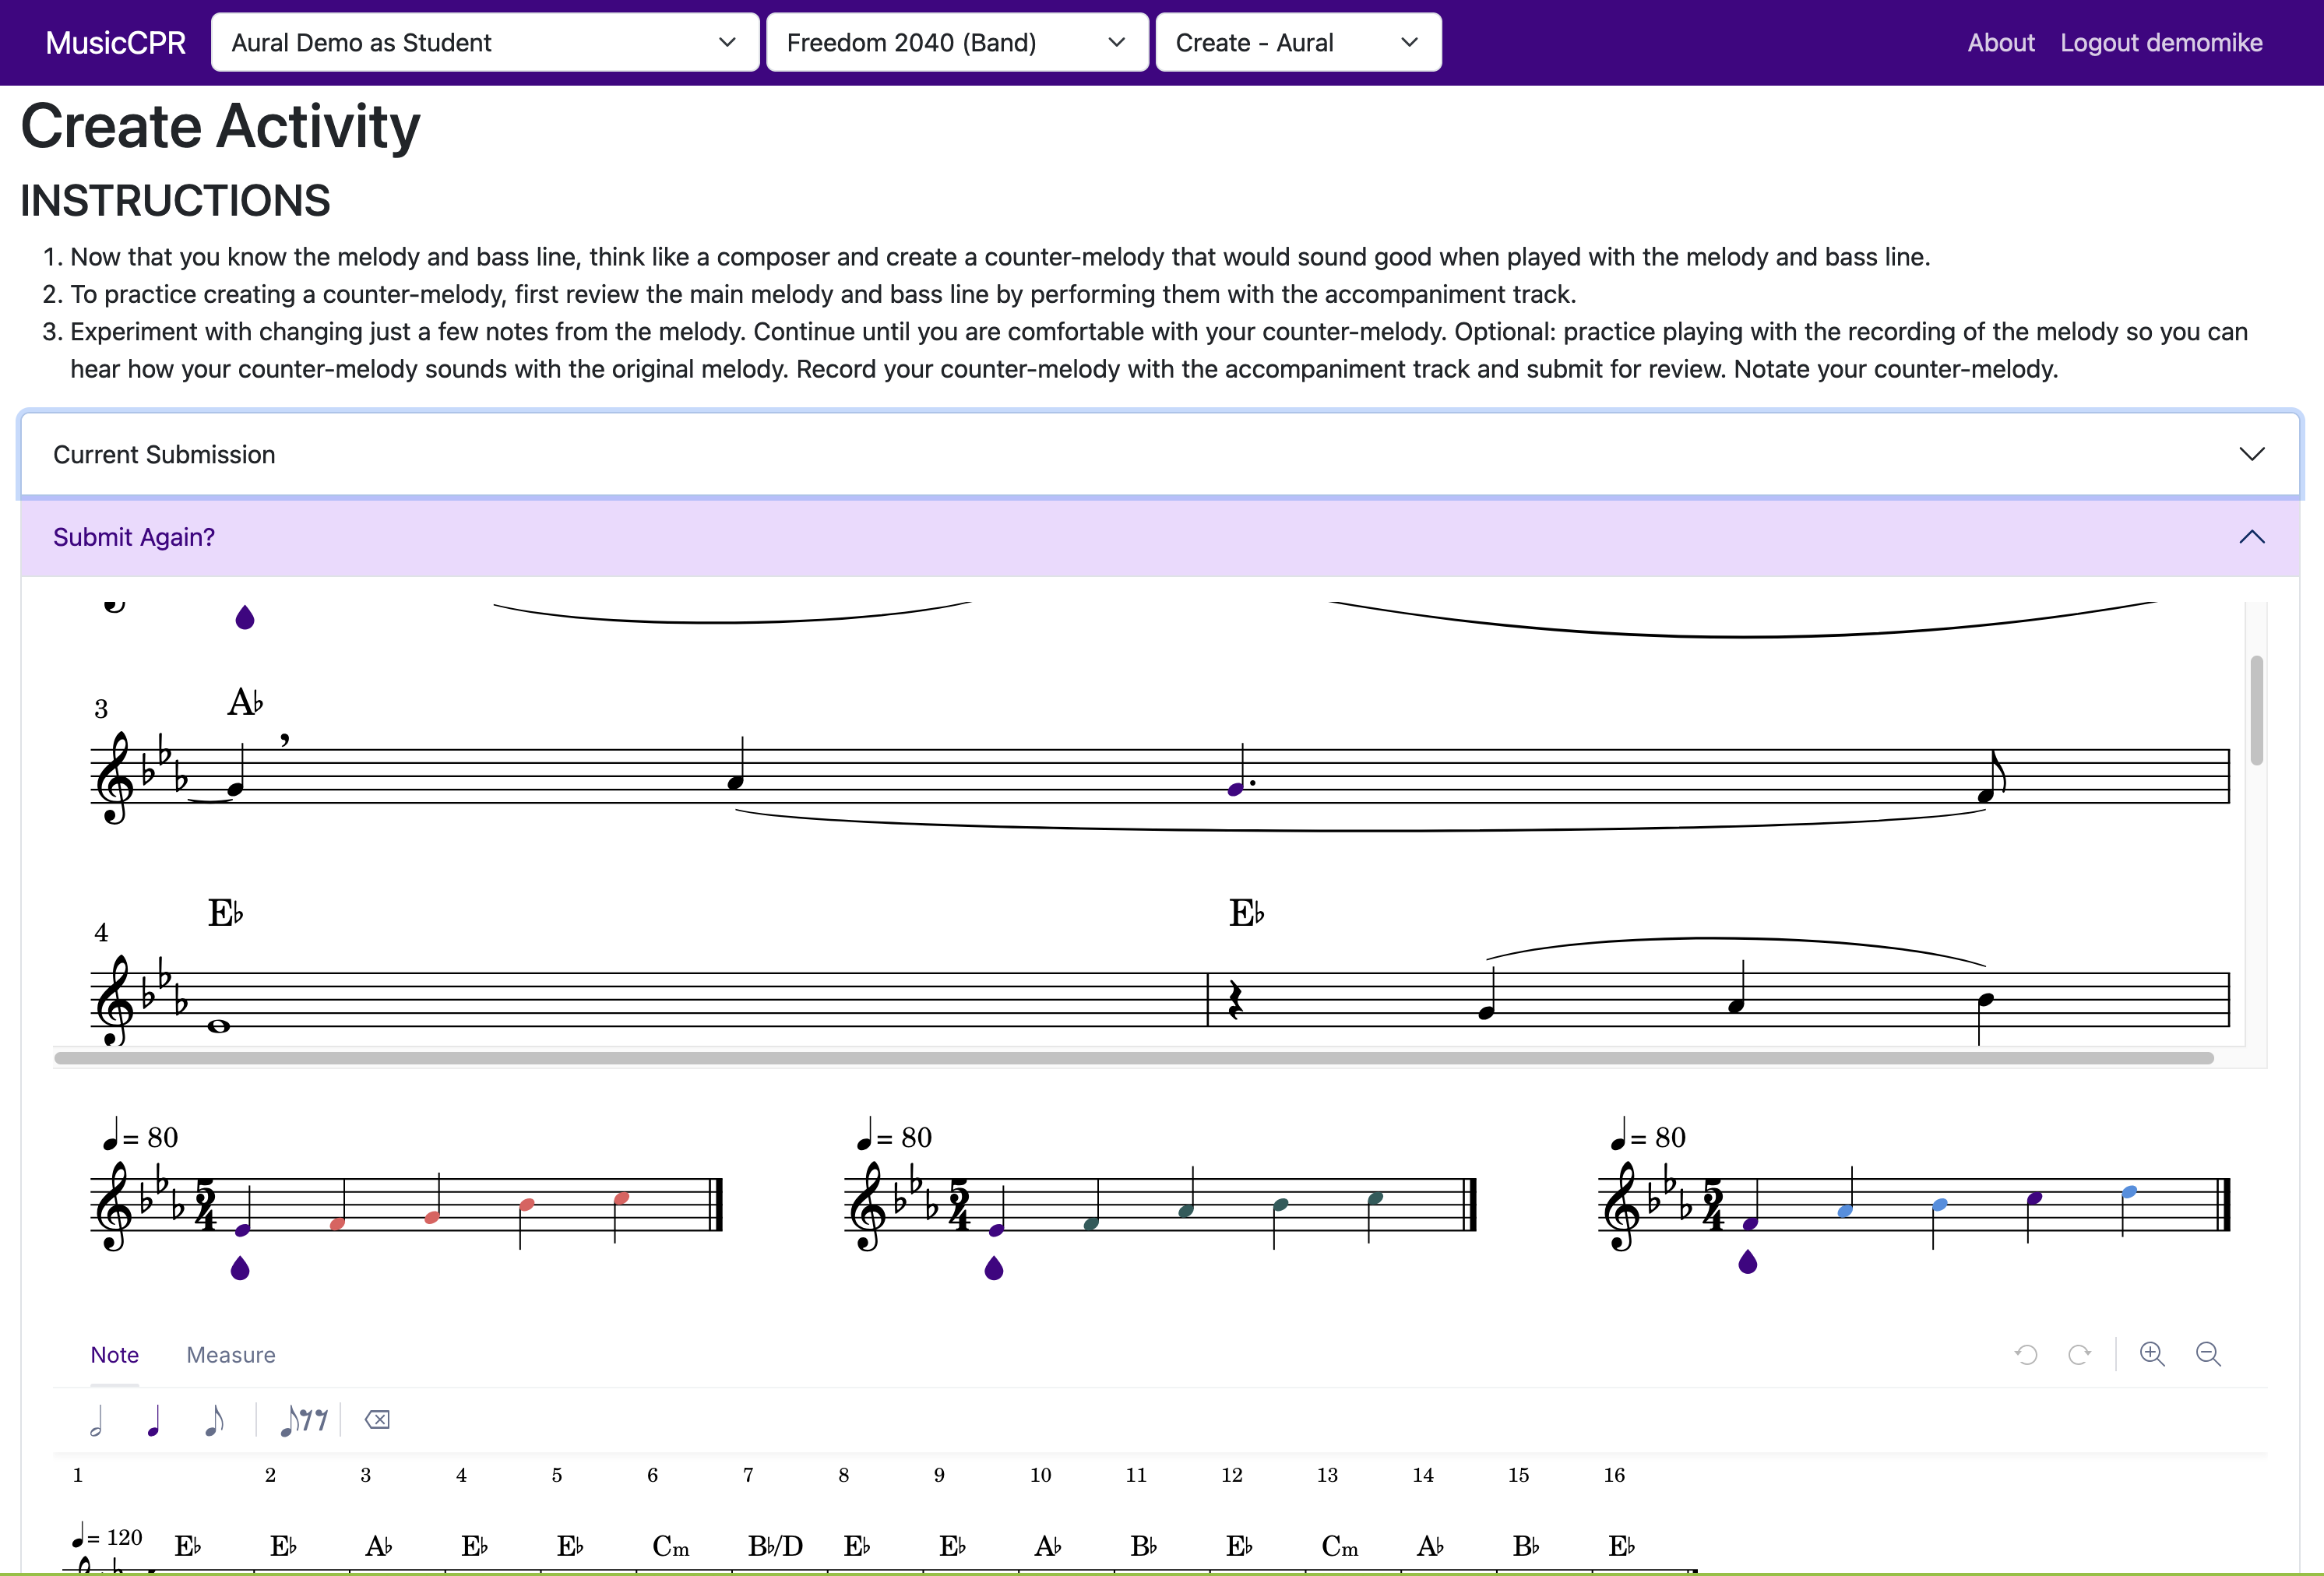 MusicCPR Aural Demo as Student Freedom 2040 (Band) Create - Aural About Logout demomike
Create Activity
INSTRUCTIONS
1. Now that you know the melody and bass line, think like a composer and create a counter-melody that would sound good when played with the melody and bass line.
2. To practice creating a counter-melody, first review the main melody and bass line by performing them with the accompaniment track.
3. Experiment with changing just a few notes from the melody. Continue until you are comfortable with your counter-melody. Optional: practice playing with the recording of the melody so you can
hear how your counter-melody sounds with the original melody. Record your counter-melody with the accompaniment track and submit for review. Notate your counter-melody.
Current Submission
Submit Again?
3 A♭
4 E♭ E♭
♩= 80 ♩= 80 ♩= 80
5/4 5/4 5/4
Note Measure
1 2 3 4 5 6 7 8 9 10 11 12 13 14 15 16
♩= 120 E♭ E♭ A♭ E♭ E♭ Cm B♭/D E♭ E♭ A♭ B♭ E♭ Cm A♭ B♭ E♭